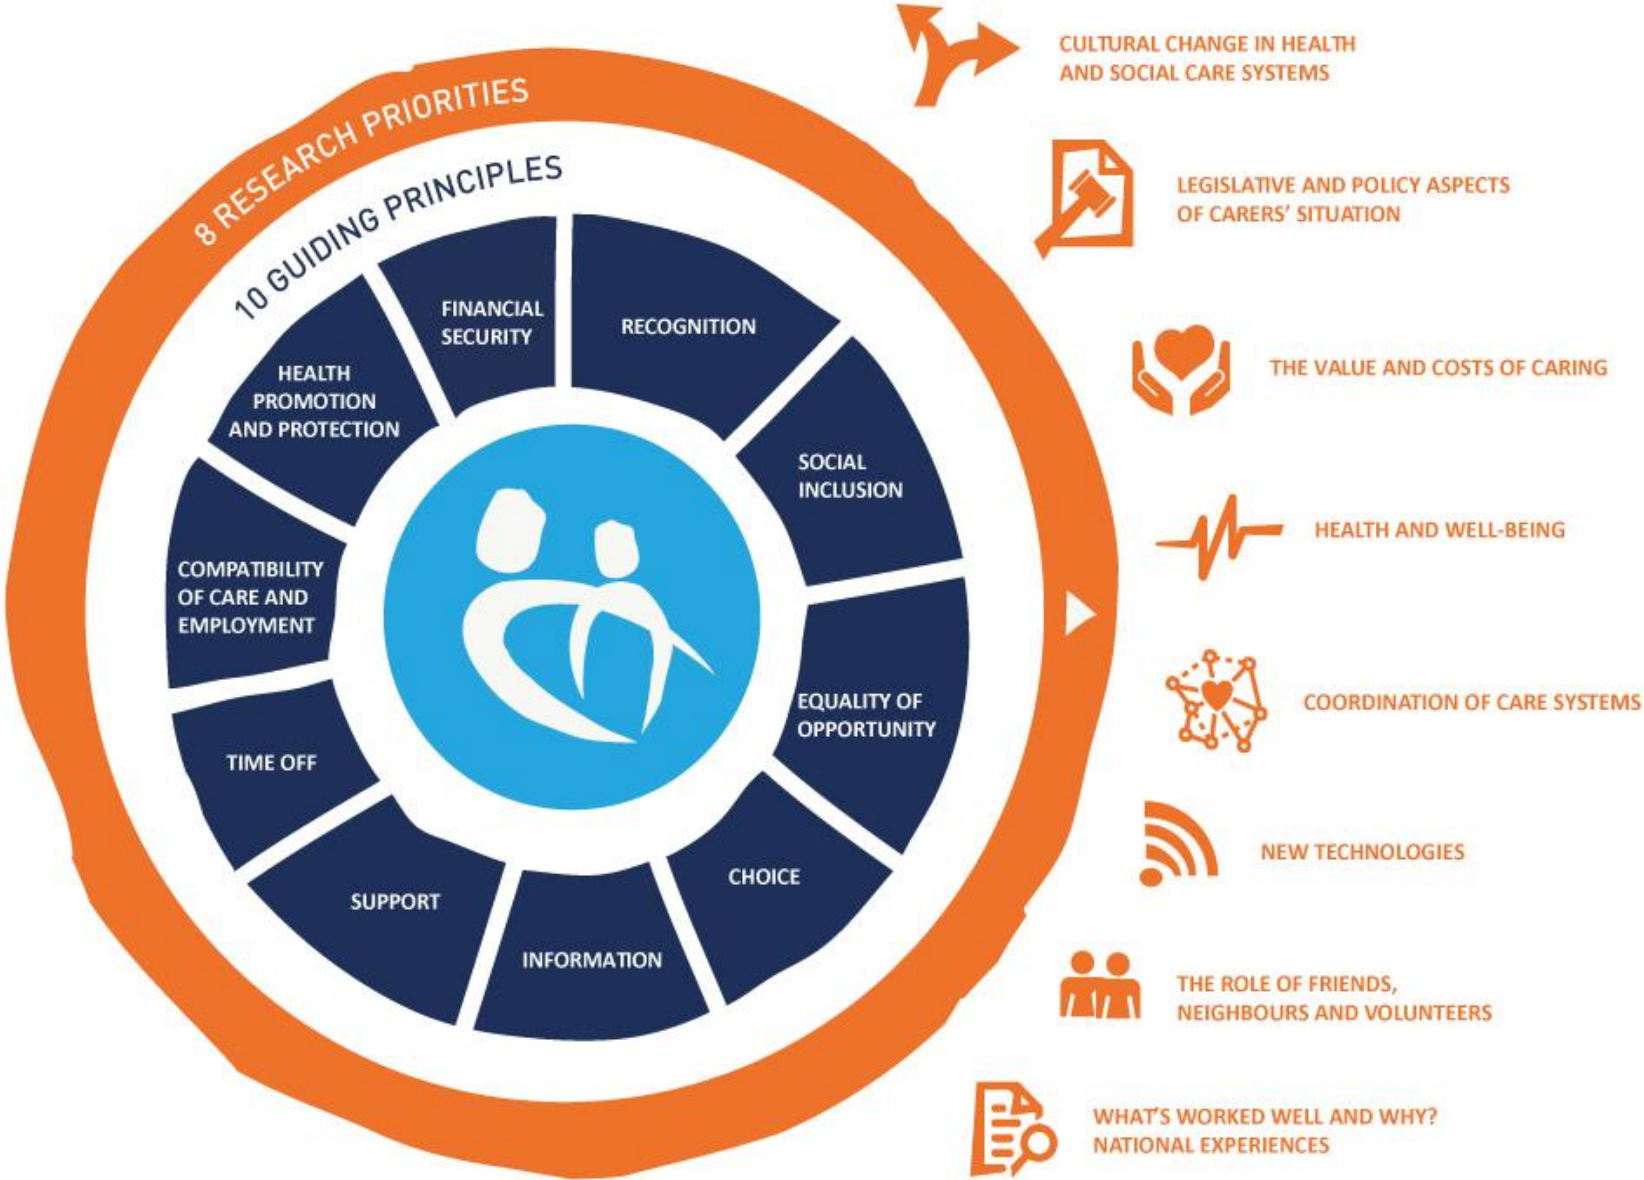 8 RESEARCH PRIORITIES
10 GUIDING PRINCIPLES
RECOGNITION
SOCIAL
INCLUSION
EQUALITY OF
OPPORTUNITY
CHOICE
INFORMATION
SUPPORT
TIME OFF
COMPATIBILITY
OF CARE AND
EMPLOYMENT
HEALTH
PROMOTION
AND PROTECTION
FINANCIAL
SECURITY
CULTURAL CHANGE IN HEALTH
AND SOCIAL CARE SYSTEMS
LEGISLATIVE AND POLICY ASPECTS
OF CARERS' SITUATION
THE VALUE AND COSTS OF CARING
HEALTH AND WELL-BEING
COORDINATION OF CARE SYSTEMS
NEW TECHNOLOGIES
THE ROLE OF FRIENDS,
NEIGHBOURS AND VOLUNTEERS
WHAT'S WORKED WELL AND WHY?
NATIONAL EXPERIENCES